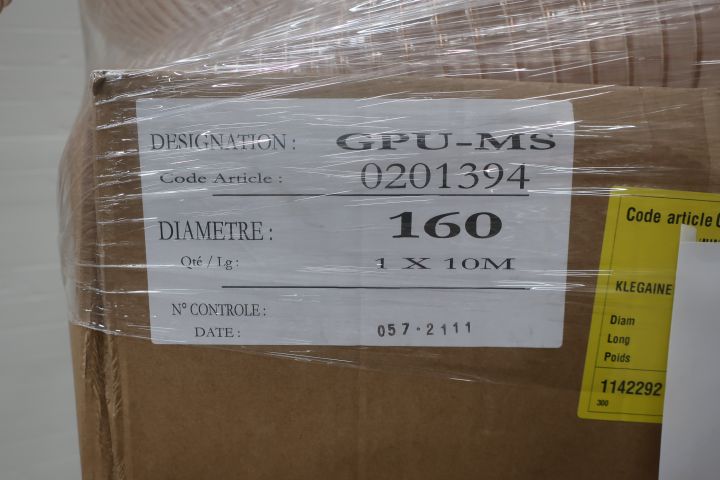 DESIGNATION : GPU-MS
Code Article : 0201394
DIAMETRE : 160
Qté / Lg : 1 X 10M
N° CONTROLE :
DATE : 057-2111
Code article
KLEGAINE
Diam
Long
Poids
1142292
300